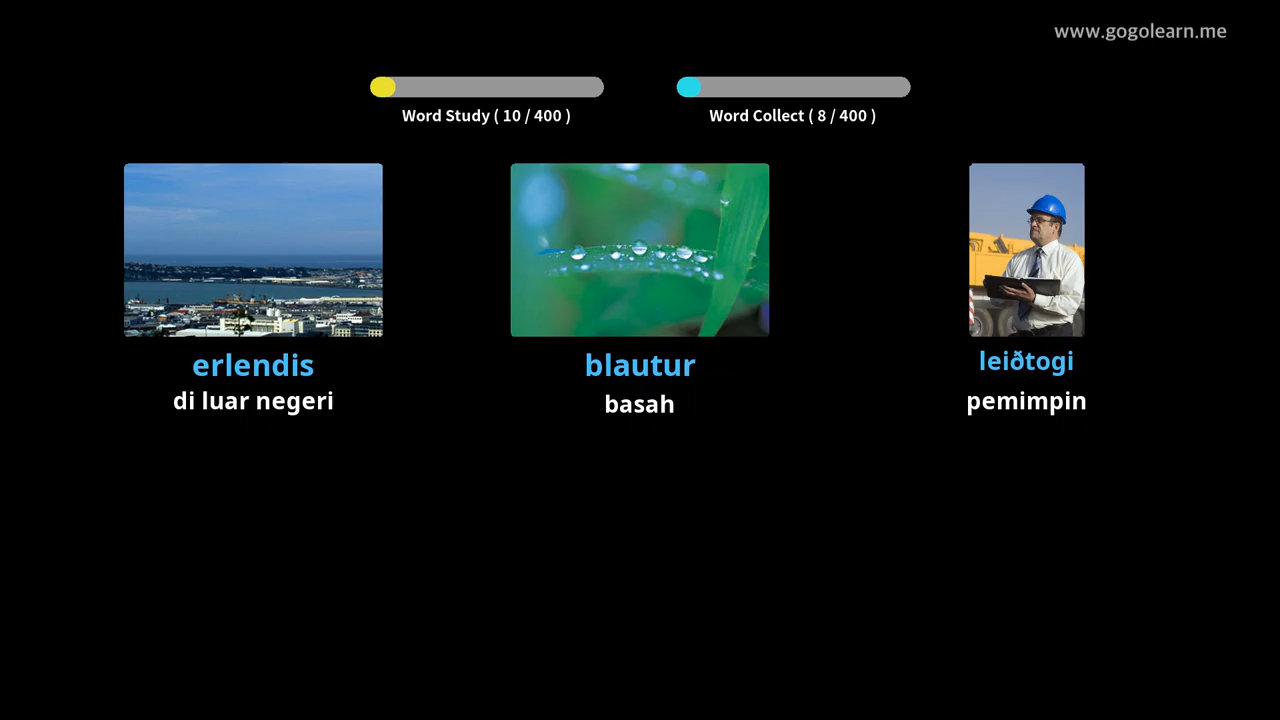 www.gogolearn.me
Word Study ( 10 / 400 )
Word Collect ( 8 / 400 )
erlendis
di luar negeri
blautur
basah
leiðtogi
pemimpin